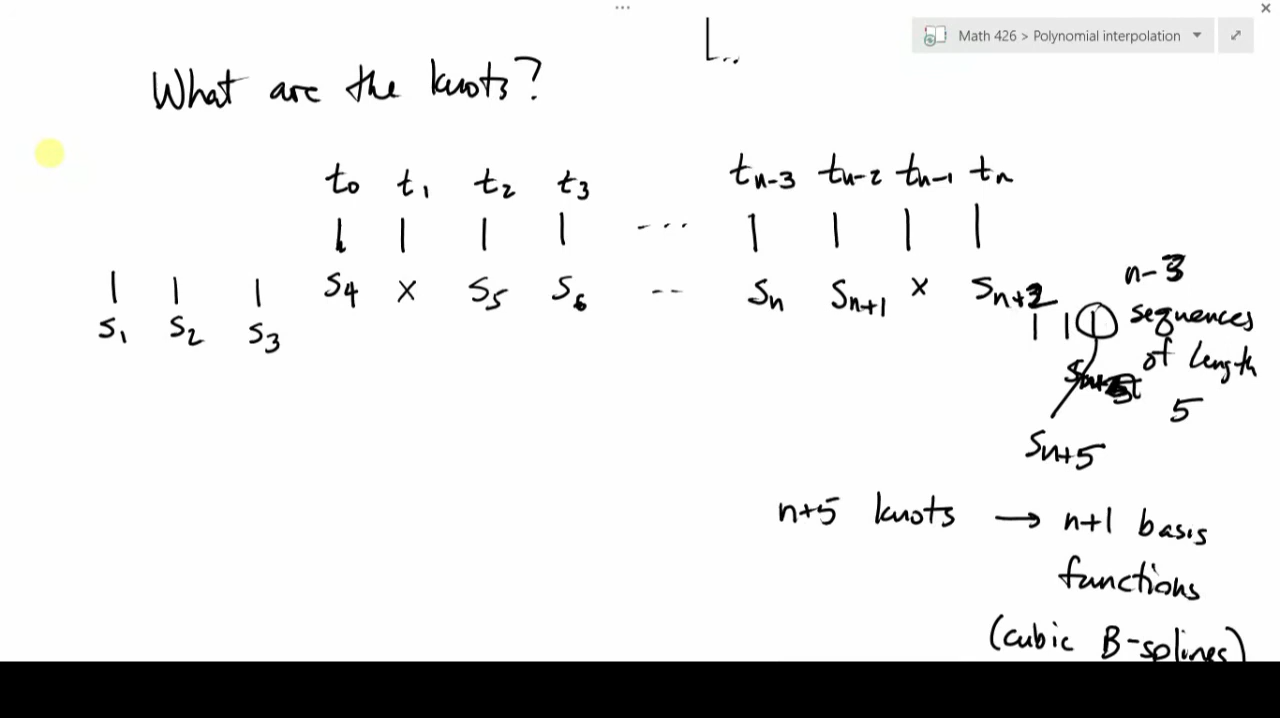 Math 426 > Polynomial interpolation
What are the knots?
t0 t1 t2 t3 tn-3 tn-2 tn-1 tn
| | | | ... | | | |
| | | s4 x s5 s6 -- sn sn+1 x sn+2
s1 s2 s3
n-3
sequences
of length
5
sn+5
n+5 knots → n+1 basis
functions
(cubic B-splines)